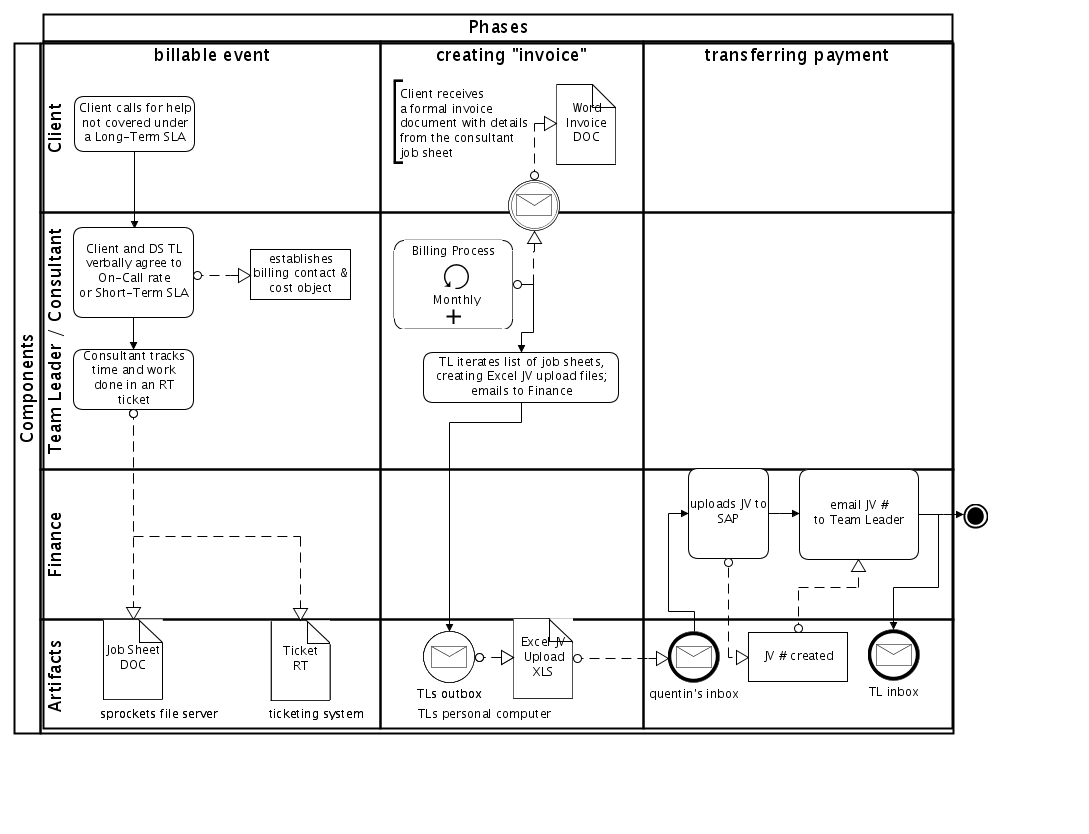 Phases
Components
billable event
creating "invoice"
transferring payment
Client
Client calls for help
not covered under
a Long-Term SLA
Client receives
a formal invoice
document with details
from the consultant
job sheet
Word
Invoice
DOC
Team Leader / Consultant
Client and DS TL
verbally agree to
On-Call rate
or Short-Term SLA
establishes
billing contact &
cost object
Consultant tracks
time and work
done in an RT
ticket
Billing Process
Monthly
TL iterates list of job sheets,
creating Excel JV upload files;
emails to Finance
Finance
uploads JV to
SAP
email JV #
to Team Leader
Artifacts
Job Sheet
DOC
sprockets file server
Ticket
RT
ticketing system
TLs outbox
Excel JV
Upload
XLS
TLs personal computer
quentin's inbox
JV # created
TL inbox